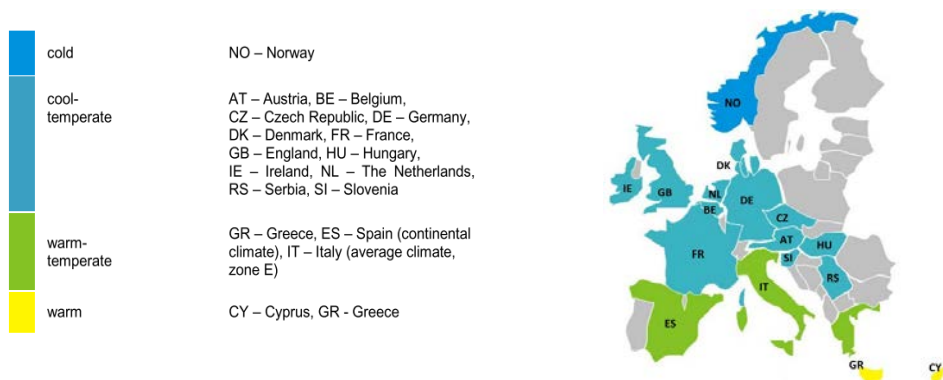 cold
NO – Norway
cool-
temperate
AT – Austria, BE – Belgium,
CZ – Czech Republic, DE – Germany,
DK – Denmark, FR – France,
GB – England, HU – Hungary,
IE – Ireland, NL – The Netherlands,
RS – Serbia, SI – Slovenia
warm-
temperate
GR – Greece, ES – Spain (continental
climate), IT – Italy (average climate,
zone E)
warm
CY – Cyprus, GR - Greece
NO
DK
IE
GB
NL
DE
BE
CZ
AT
HU
FR
SI
RS
IT
ES
GR
CY